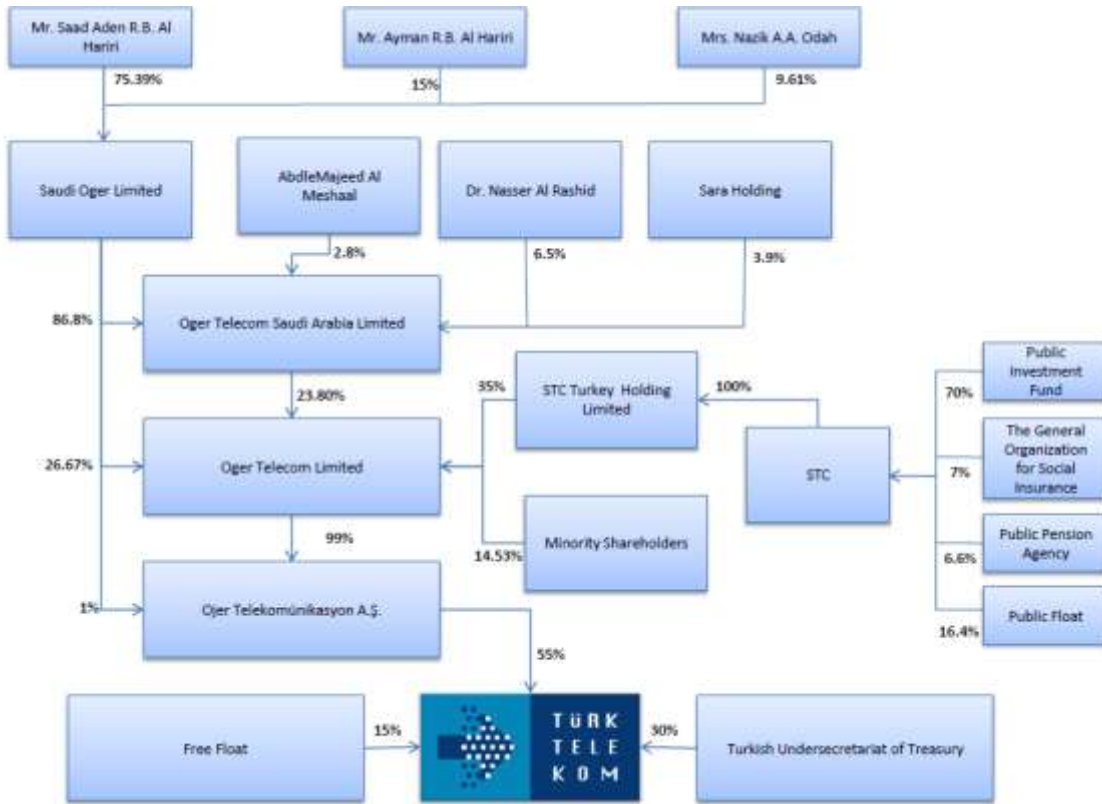 Mr. Saad Aden R.B. Al
Hariri
Mr. Ayman R.B. Al Hariri
Mrs. Nazik A.A. Odah
75.39%
15%
9.61%
Saudi Oger Limited
AbdleMajeed Al
Meshaal
Dr. Nasser Al Rashid
Sara Holding
2.8%
6.5%
3.9%
86.8%
Oger Telecom Saudi Arabia Limited
23.80%
35%
STC Turkey Holding
Limited
100%
70%
Public
Investment
Fund
26.67%
Oger Telecom Limited
STC
7%
The General
Organization
for Social
Insurance
99%
14.53%
Minority Shareholders
6.6%
Public Pension
Agency
1%
Ojer Telekomünikasyon A.Ş.
16.4%
Public Float
55%
Free Float
15%
TÜRK
TELE
KOM
30%
Turkish Undersecretariat of Treasury